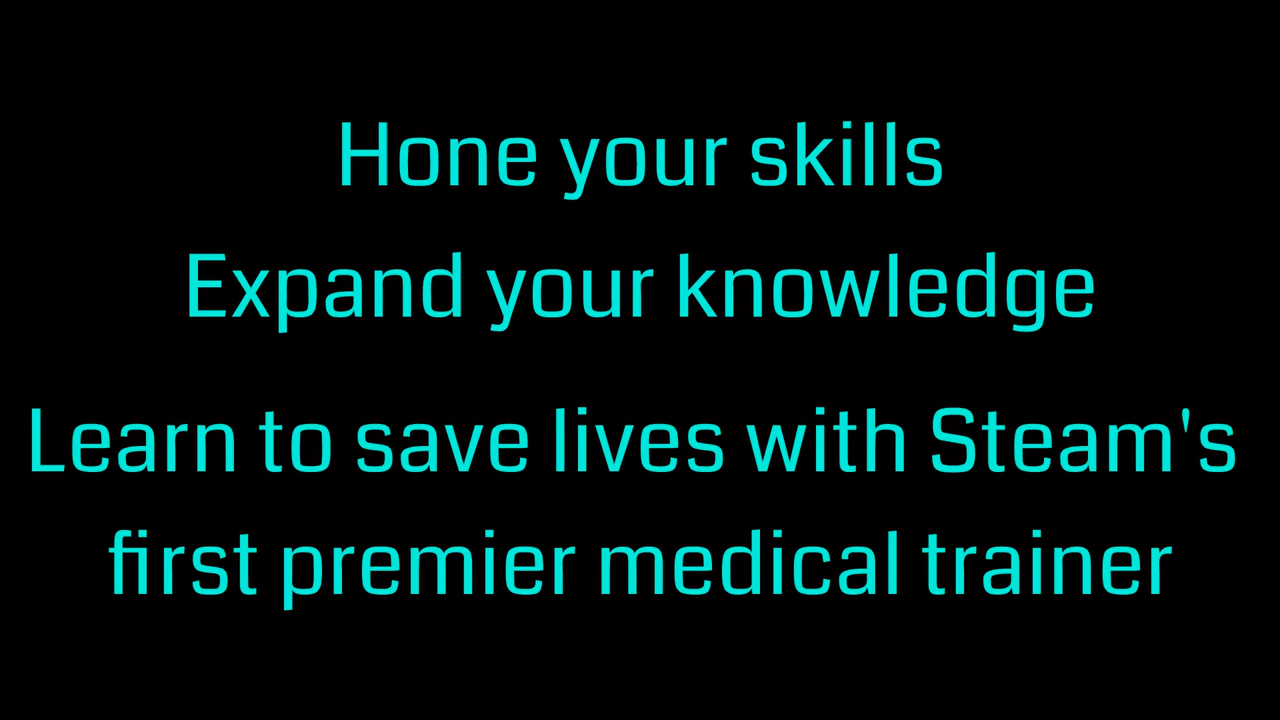 Hone your skills
Expand your knowledge
Learn to save lives with Steam's
first premier medical trainer